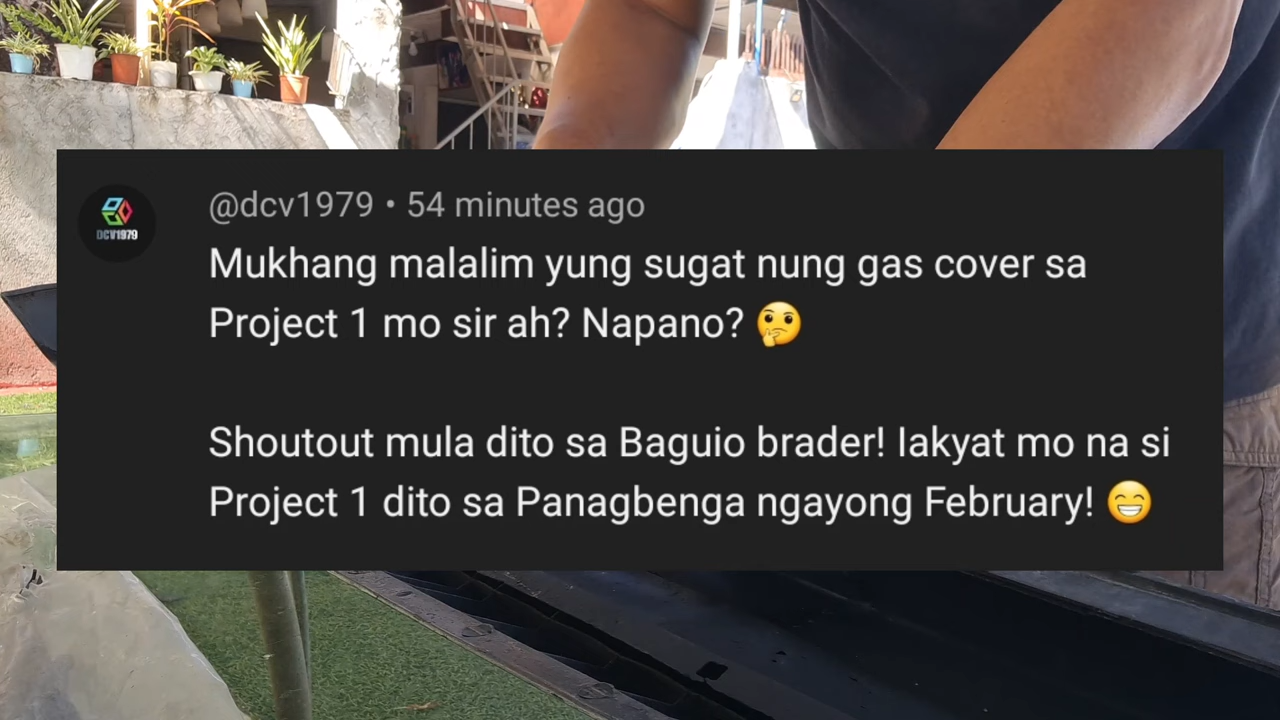 DCV1979
@dcv1979 • 54 minutes ago
Mukhang malalim yung sugat nung gas cover sa
Project 1 mo sir ah? Napano? 🤔
Shoutout mula dito sa Baguio brader! Iakyat mo na si
Project 1 dito sa Panagbenga ngayong February! 😁